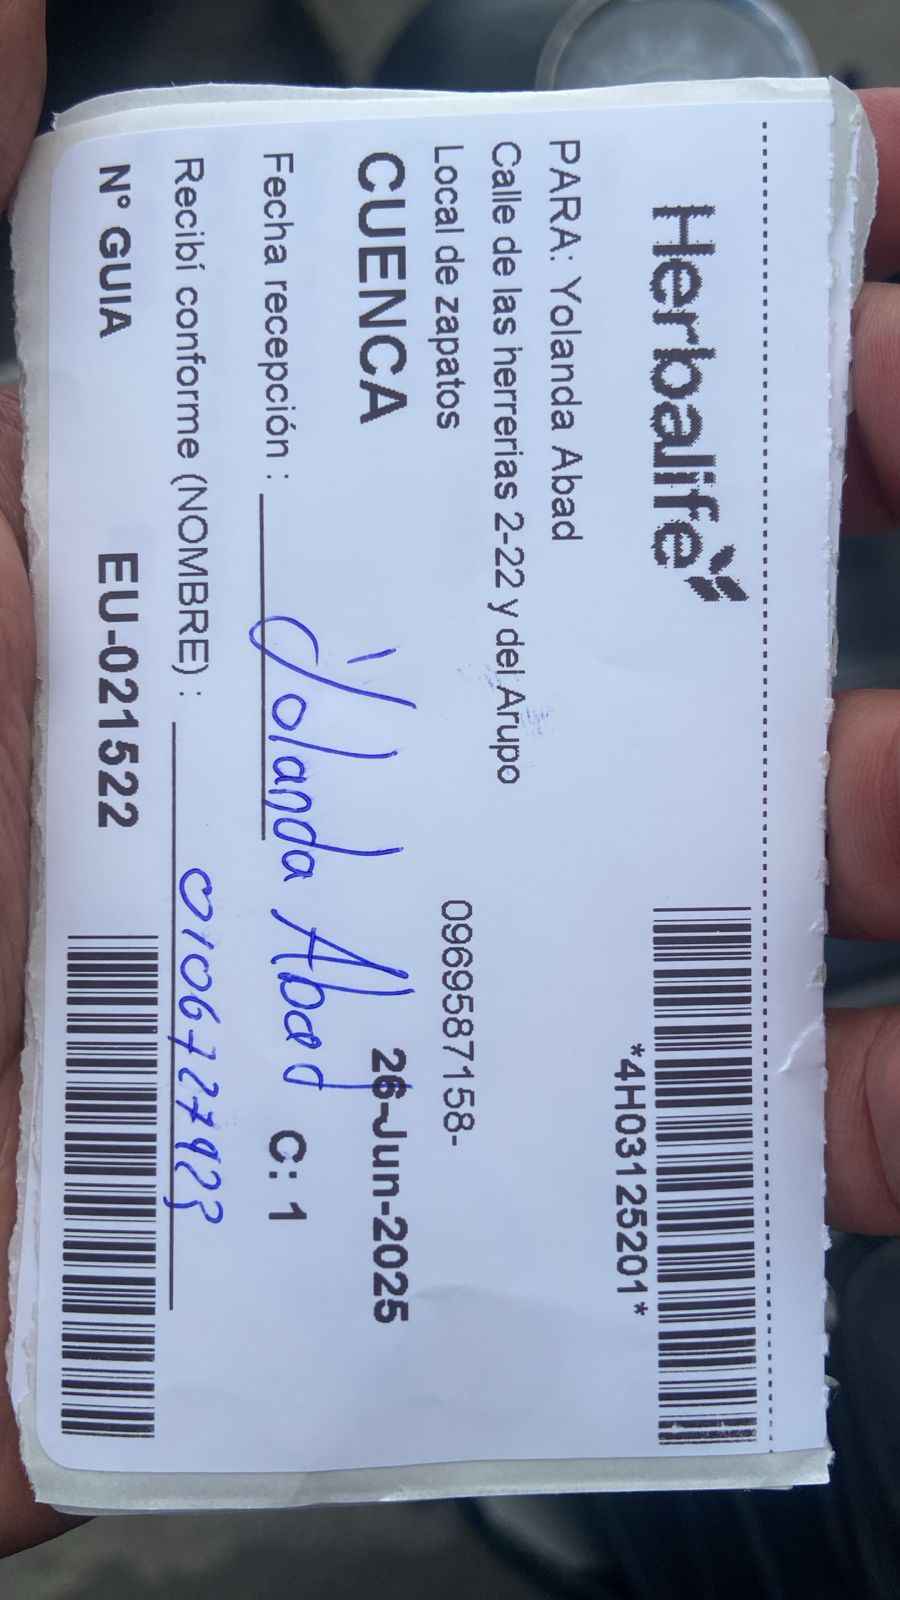 Herbalife
*4H03125201*
PARA: Yolanda Abad
Calle de las herrerias 2-22 y del Arupo
Local de zapatos 0969587158-
CUENCA 26-Jun-2025
Fecha recepción : Yolanda Abad C: 1
Recibí conforme (NOMBRE) : 0106727923
N° GUIA EU-021522